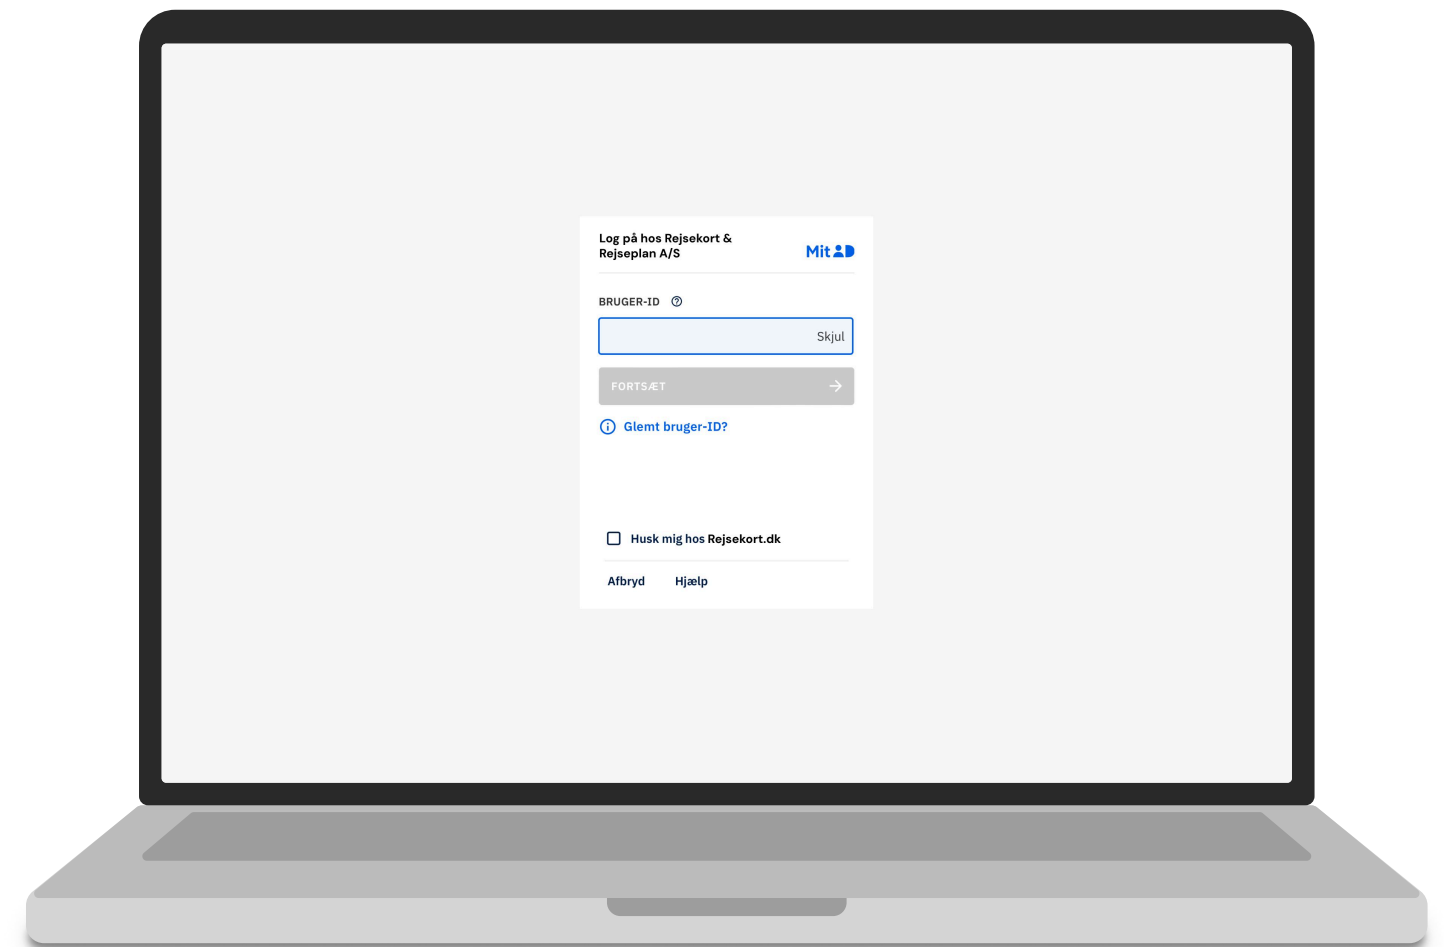 Log på hos Rejsekort &
Rejseplan A/S
Mit
BRUGER-ID
Skjul
FORTSÆT
Glemt bruger-ID?
Husk mig hos Rejsekort.dk
Afbryd Hjælp